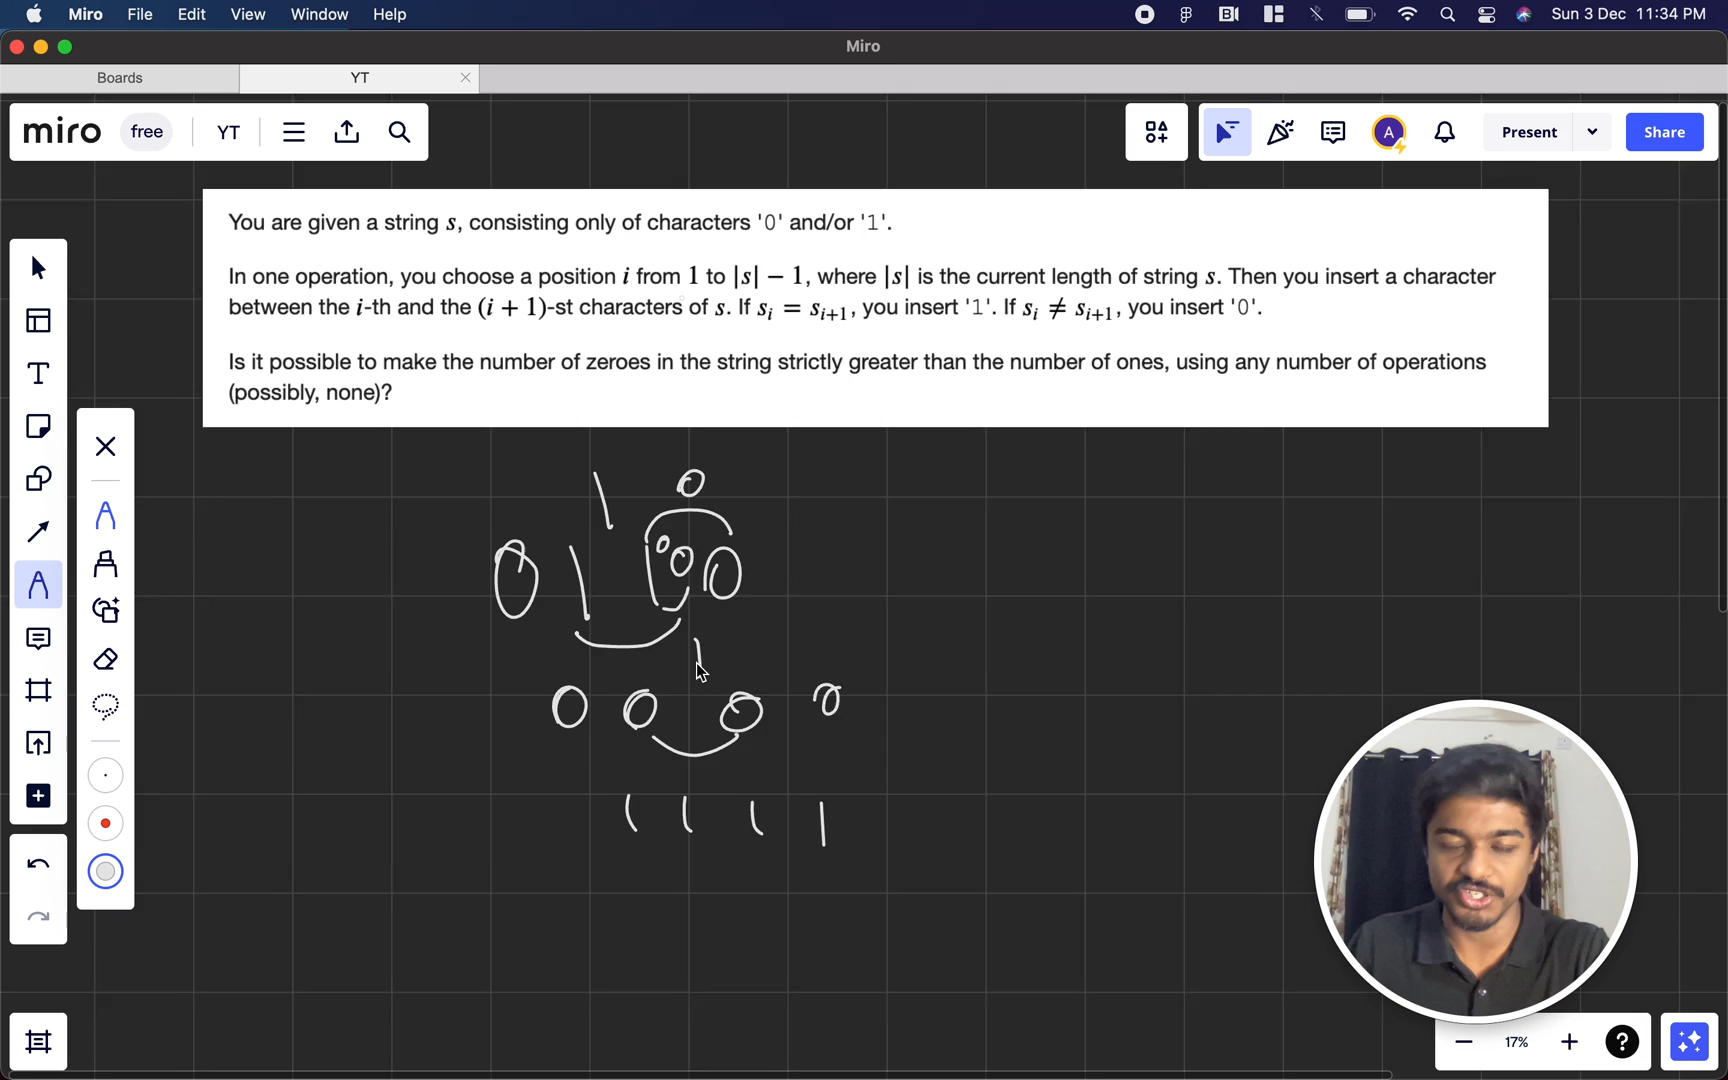 Miro File Edit View Window Help Sun 3 Dec 11:34 PM
Miro
Boards YT
miro free YT Present Share
You are given a string s, consisting only of characters '0' and/or '1'.
In one operation, you choose a position i from 1 to |s| − 1, where |s| is the current length of string s. Then you insert a character
between the i-th and the (i + 1)-st characters of s. If sᵢ = sᵢ₊₁, you insert '1'. If sᵢ ≠ sᵢ₊₁, you insert '0'.
Is it possible to make the number of zeroes in the string strictly greater than the number of ones, using any number of operations
(possibly, none)?
1 0
0 1 1 0 0 0
1
0 0 0 0
1 1 1 1
A
17% ?